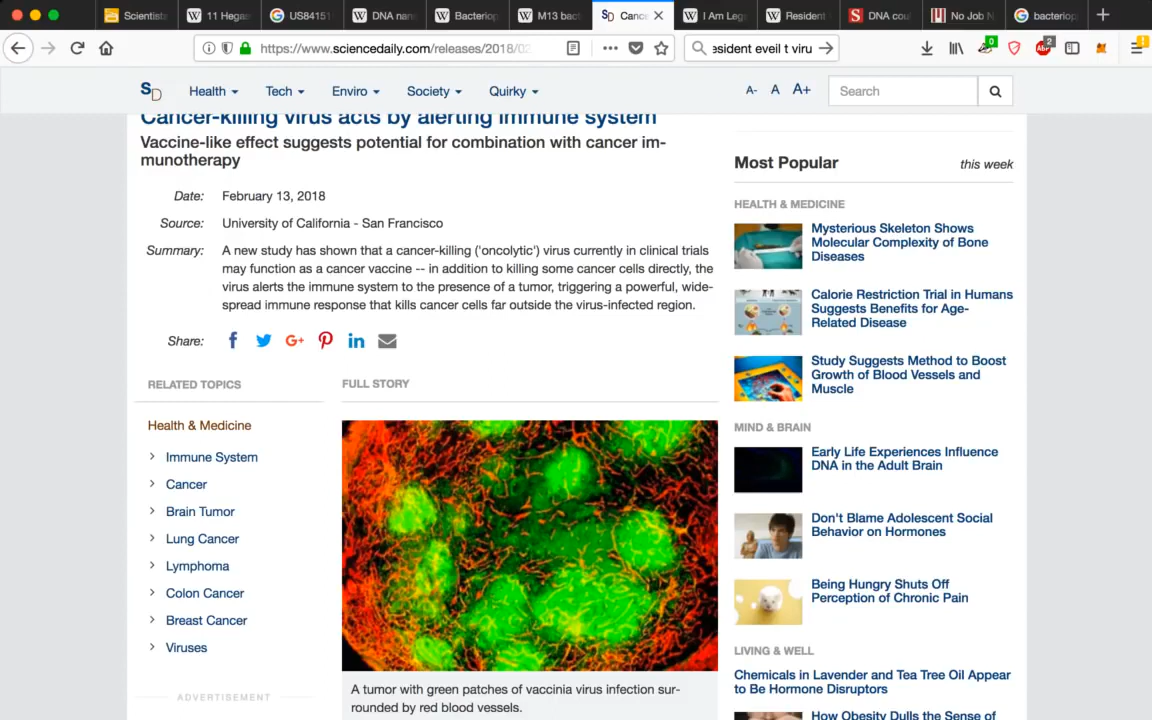 Scientist
11 Hegas
US8415
DNA nan
Bacteriop
M13 bact
SD Canc
I Am Leg
Resident
DNA cou
No Job N
bacteriop
https://www.sciencedaily.com/releases/2018/02
esident eveil t viru
0
2
SD
Health
Tech
Enviro
Society
Quirky
A-
A
A+
Search
Cancer-killing virus acts by alerting immune system
Vaccine-like effect suggests potential for combination with cancer im-
munotherapy
Date: February 13, 2018
Source: University of California - San Francisco
Summary: A new study has shown that a cancer-killing ('oncolytic') virus currently in clinical trials
may function as a cancer vaccine -- in addition to killing some cancer cells directly, the
virus alerts the immune system to the presence of a tumor, triggering a powerful, wide-
spread immune response that kills cancer cells far outside the virus-infected region.
Share:
RELATED TOPICS
Health & Medicine
Immune System
Cancer
Brain Tumor
Lung Cancer
Lymphoma
Colon Cancer
Breast Cancer
Viruses
ADVERTISEMENT
FULL STORY
A tumor with green patches of vaccinia virus infection sur-
rounded by red blood vessels.
Most Popular
this week
HEALTH & MEDICINE
Mysterious Skeleton Shows
Molecular Complexity of Bone
Diseases
Calorie Restriction Trial in Humans
Suggests Benefits for Age-
Related Disease
Study Suggests Method to Boost
Growth of Blood Vessels and
Muscle
MIND & BRAIN
Early Life Experiences Influence
DNA in the Adult Brain
Don't Blame Adolescent Social
Behavior on Hormones
Being Hungry Shuts Off
Perception of Chronic Pain
LIVING & WELL
Chemicals in Lavender and Tea Tree Oil Appear
to Be Hormone Disruptors
How Obesity Dulls the Sense of